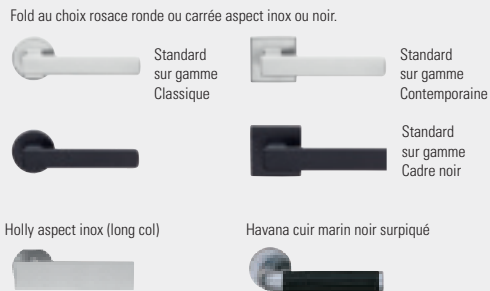 Fold au choix rosace ronde ou carrée aspect inox ou noir.
Standard
sur gamme
Classique
Standard
sur gamme
Contemporaine
Standard
sur gamme
Cadre noir
Holly aspect inox (long col)
Havana cuir marin noir surpiqué